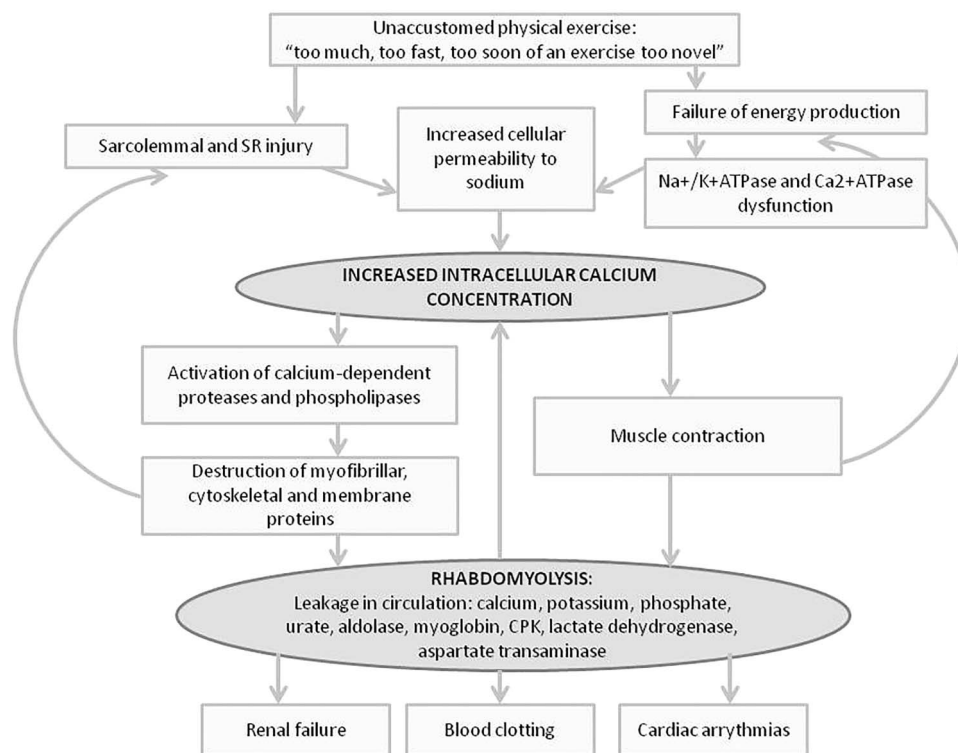 Unaccustomed physical exercise:
“too much, too fast, too soon of an exercise too novel”
Sarcolemmal and SR injury
Increased cellular
permeability to
sodium
Failure of energy production
Na+/K+ATPase and Ca2+ATPase
dysfunction
INCREASED INTRACELLULAR CALCIUM
CONCENTRATION
Activation of calcium-dependent
proteases and phospholipases
Muscle contraction
Destruction of myofibrillar,
cytoskeletal and membrane
proteins
RHABDOMYOLYSIS:
Leakage in circulation: calcium, potassium, phosphate,
urate, aldolase, myoglobin, CPK, lactate dehydrogenase,
aspartate transaminase
Renal failure
Blood clotting
Cardiac arrythmias